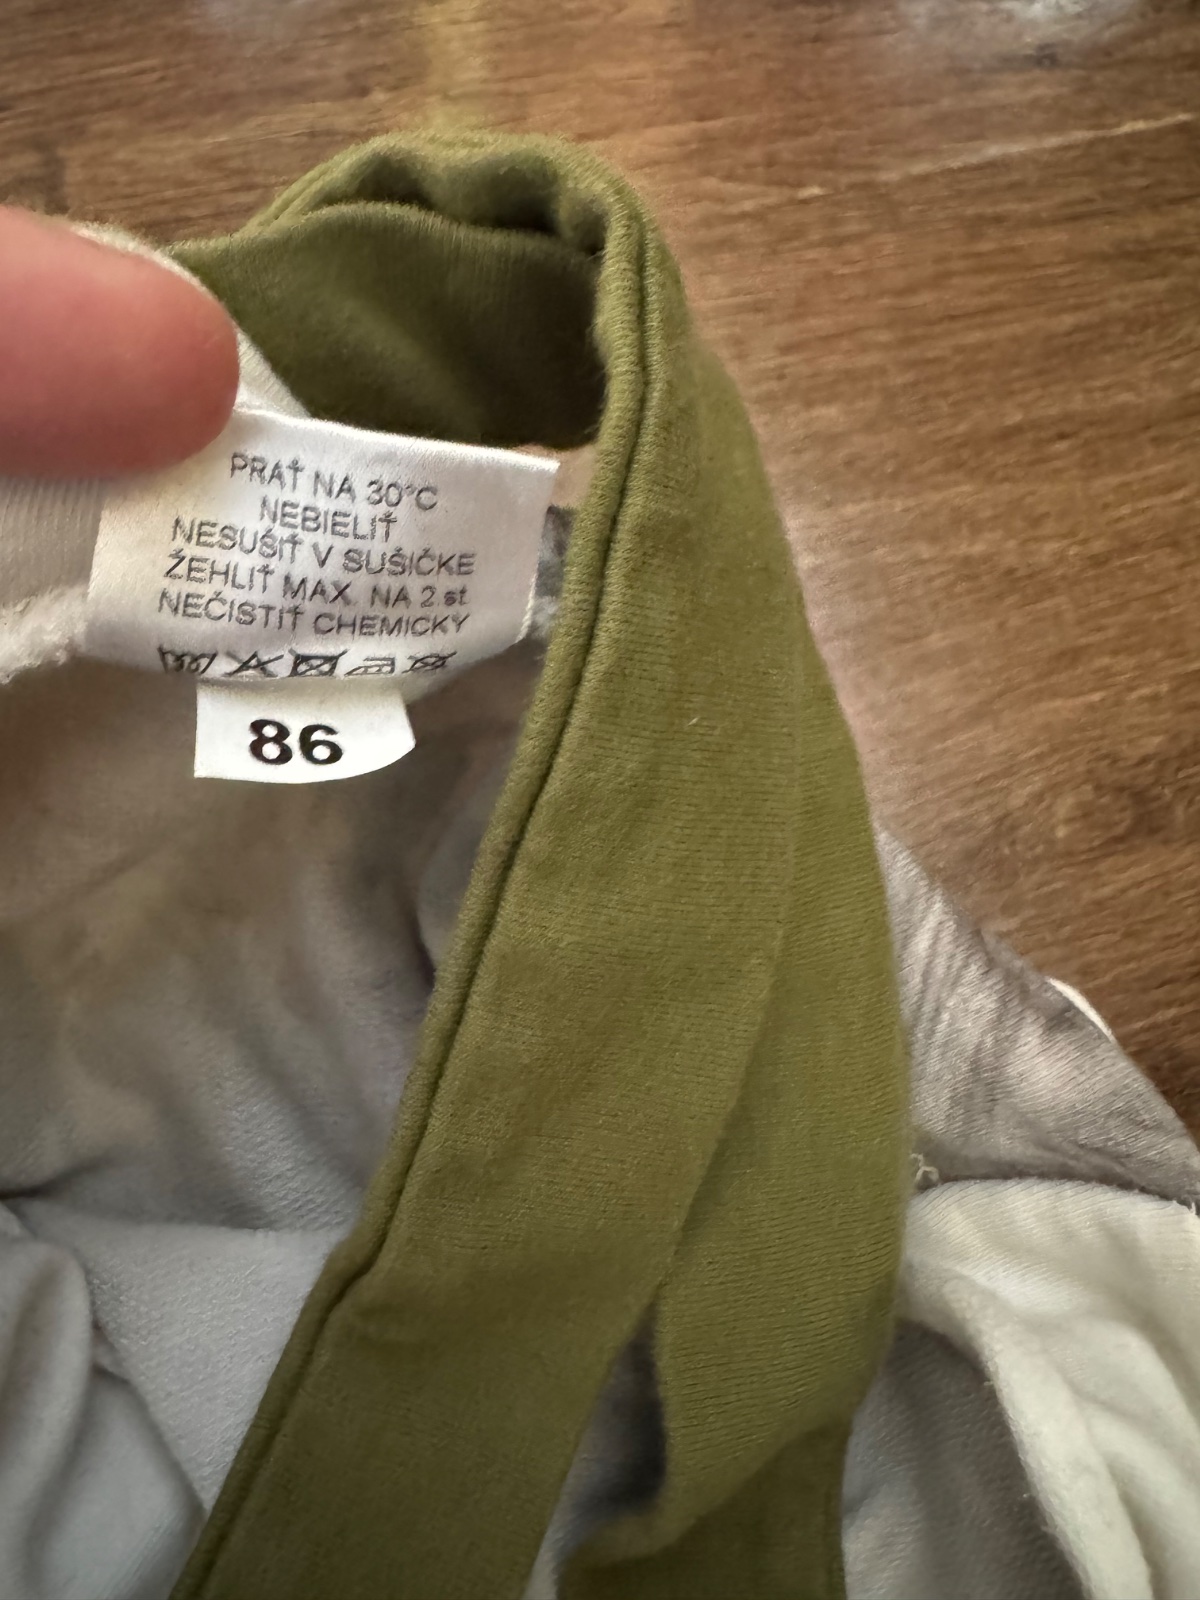 PRAŤ NA 30°C
NEBIELIŤ
NESUŠIŤ V SUŠIČKE
ŽEHLIŤ MAX. NA 2.st
NEČISTIŤ CHEMICKY
86